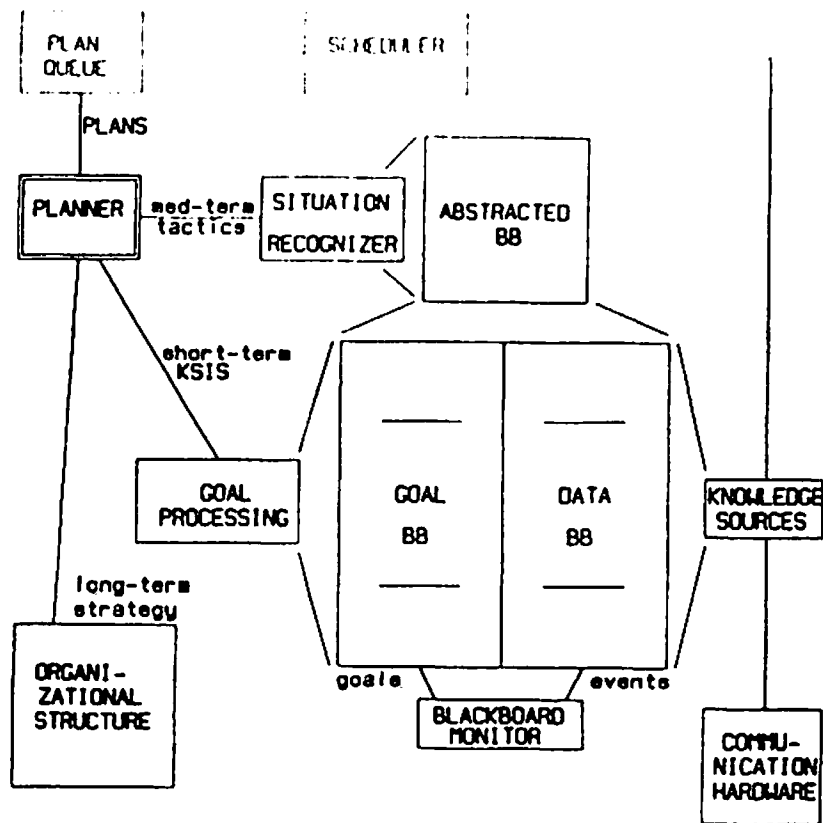 PLAN
QUEUE
SCHEDULER
PLANS
PLANNER
med-term
tactics
SITUATION
RECOGNIZER
ABSTRACTED
BB
short-term
KSIS
GOAL
PROCESSING
GOAL
BB
DATA
BB
KNOWLEDGE
SOURCES
long-term
strategy
ORGANI-
ZATIONAL
STRUCTURE
goals
events
BLACKBOARD
MONITOR
COMMU-
NICATION
HARDWARE